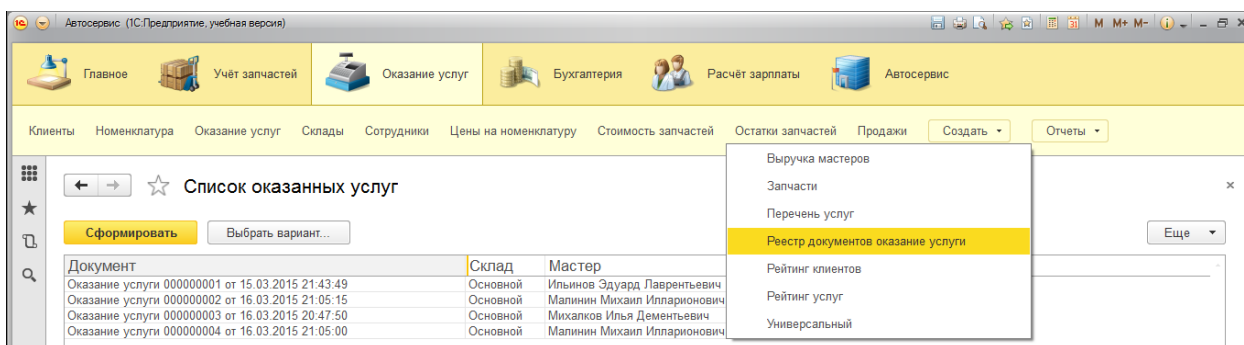 Автосервис (1С:Предприятие, учебная версия)
M M+ M-
Главное Учёт запчастей Оказание услуг Бухгалтерия Расчёт зарплаты Автосервис
Клиенты Номенклатура Оказание услуг Склады Сотрудники Цены на номенклатуру Стоимость запчастей Остатки запчастей Продажи Создать Отчеты
Выручка мастеров
Запчасти
Перечень услуг
Реестр документов оказание услуги
Рейтинг клиентов
Рейтинг услуг
Универсальный
Список оказанных услуг
Сформировать Выбрать вариант... Еще
Документ Склад Мастер
Оказание услуги 000000001 от 15.03.2015 21:43:49 Основной Ильинов Эдуард Лаврентьевич
Оказание услуги 000000002 от 16.03.2015 21:05:15 Основной Малинин Михаил Илларионович
Оказание услуги 000000003 от 16.03.2015 20:47:50 Основной Михалков Илья Дементьевич
Оказание услуги 000000004 от 16.03.2015 21:05:00 Основной Малинин Михаил Илларионович